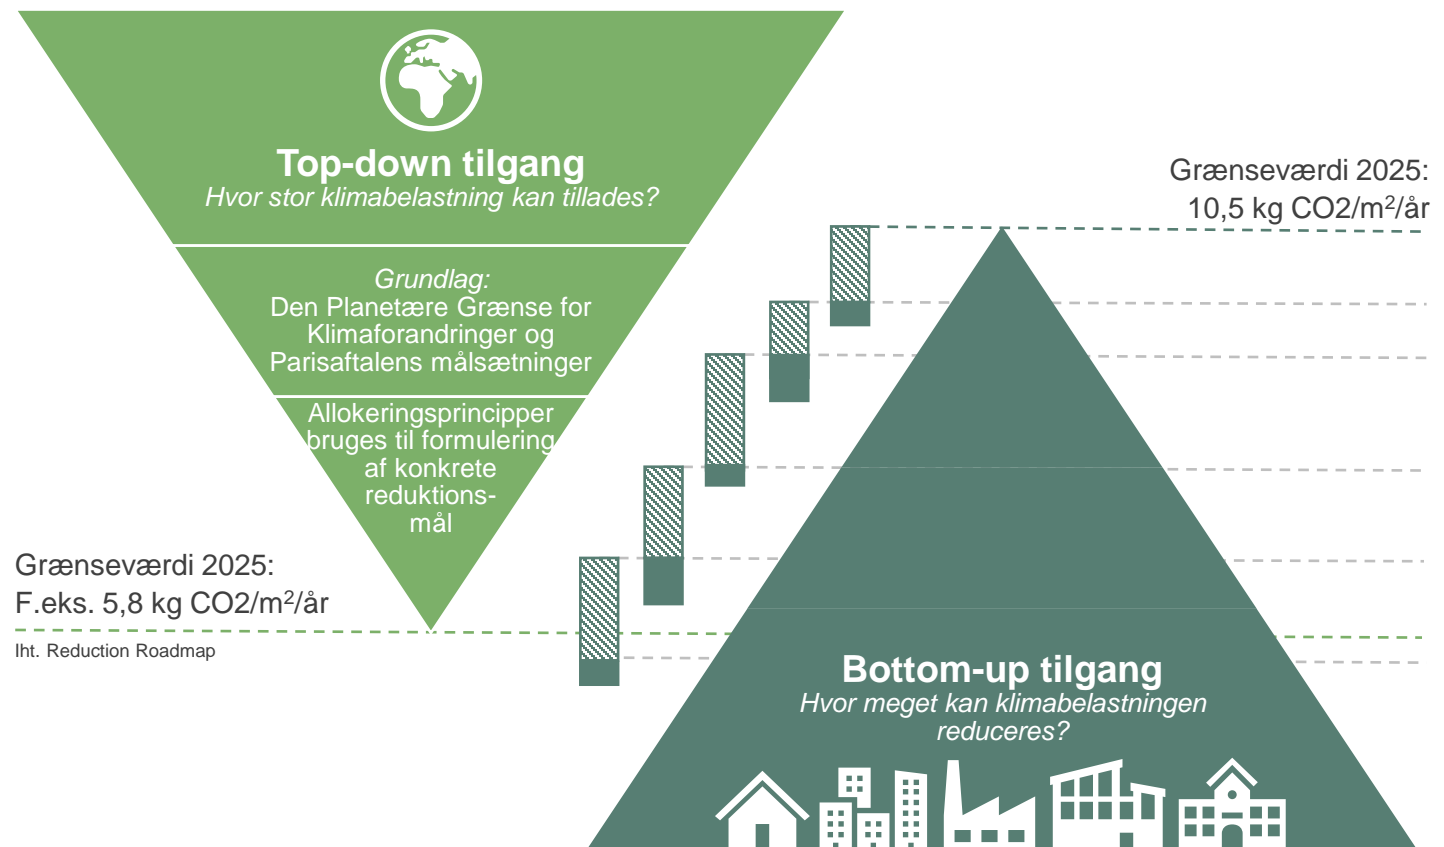 Top-down tilgang
Hvor stor klimabelastning kan tillades?
Grundlag:
Den Planetære Grænse for
Klimaforandringer og
Parisaftalens målsætninger
Allokeringsprincipper
bruges til formulering
af konkrete
reduktions-
mål
Grænseværdi 2025:
F.eks. 5,8 kg CO2/m²/år
Iht. Reduction Roadmap
Grænseværdi 2025:
10,5 kg CO2/m²/år
Bottom-up tilgang
Hvor meget kan klimabelastningen
reduceres?